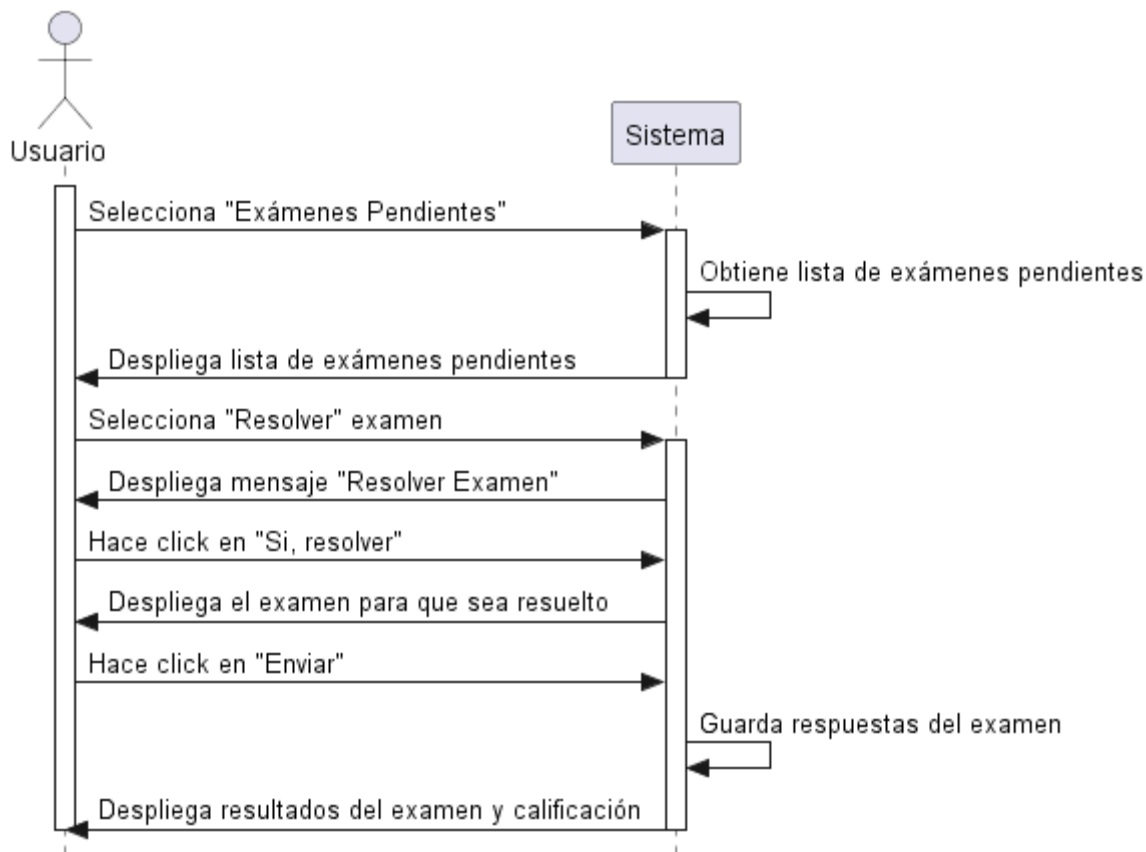 Usuario
Sistema
Selecciona "Exámenes Pendientes"
Obtiene lista de exámenes pendientes
Despliega lista de exámenes pendientes
Selecciona "Resolver" examen
Despliega mensaje "Resolver Examen"
Hace click en "Si, resolver"
Despliega el examen para que sea resuelto
Hace click en "Enviar"
Guarda respuestas del examen
Despliega resultados del examen y calificación